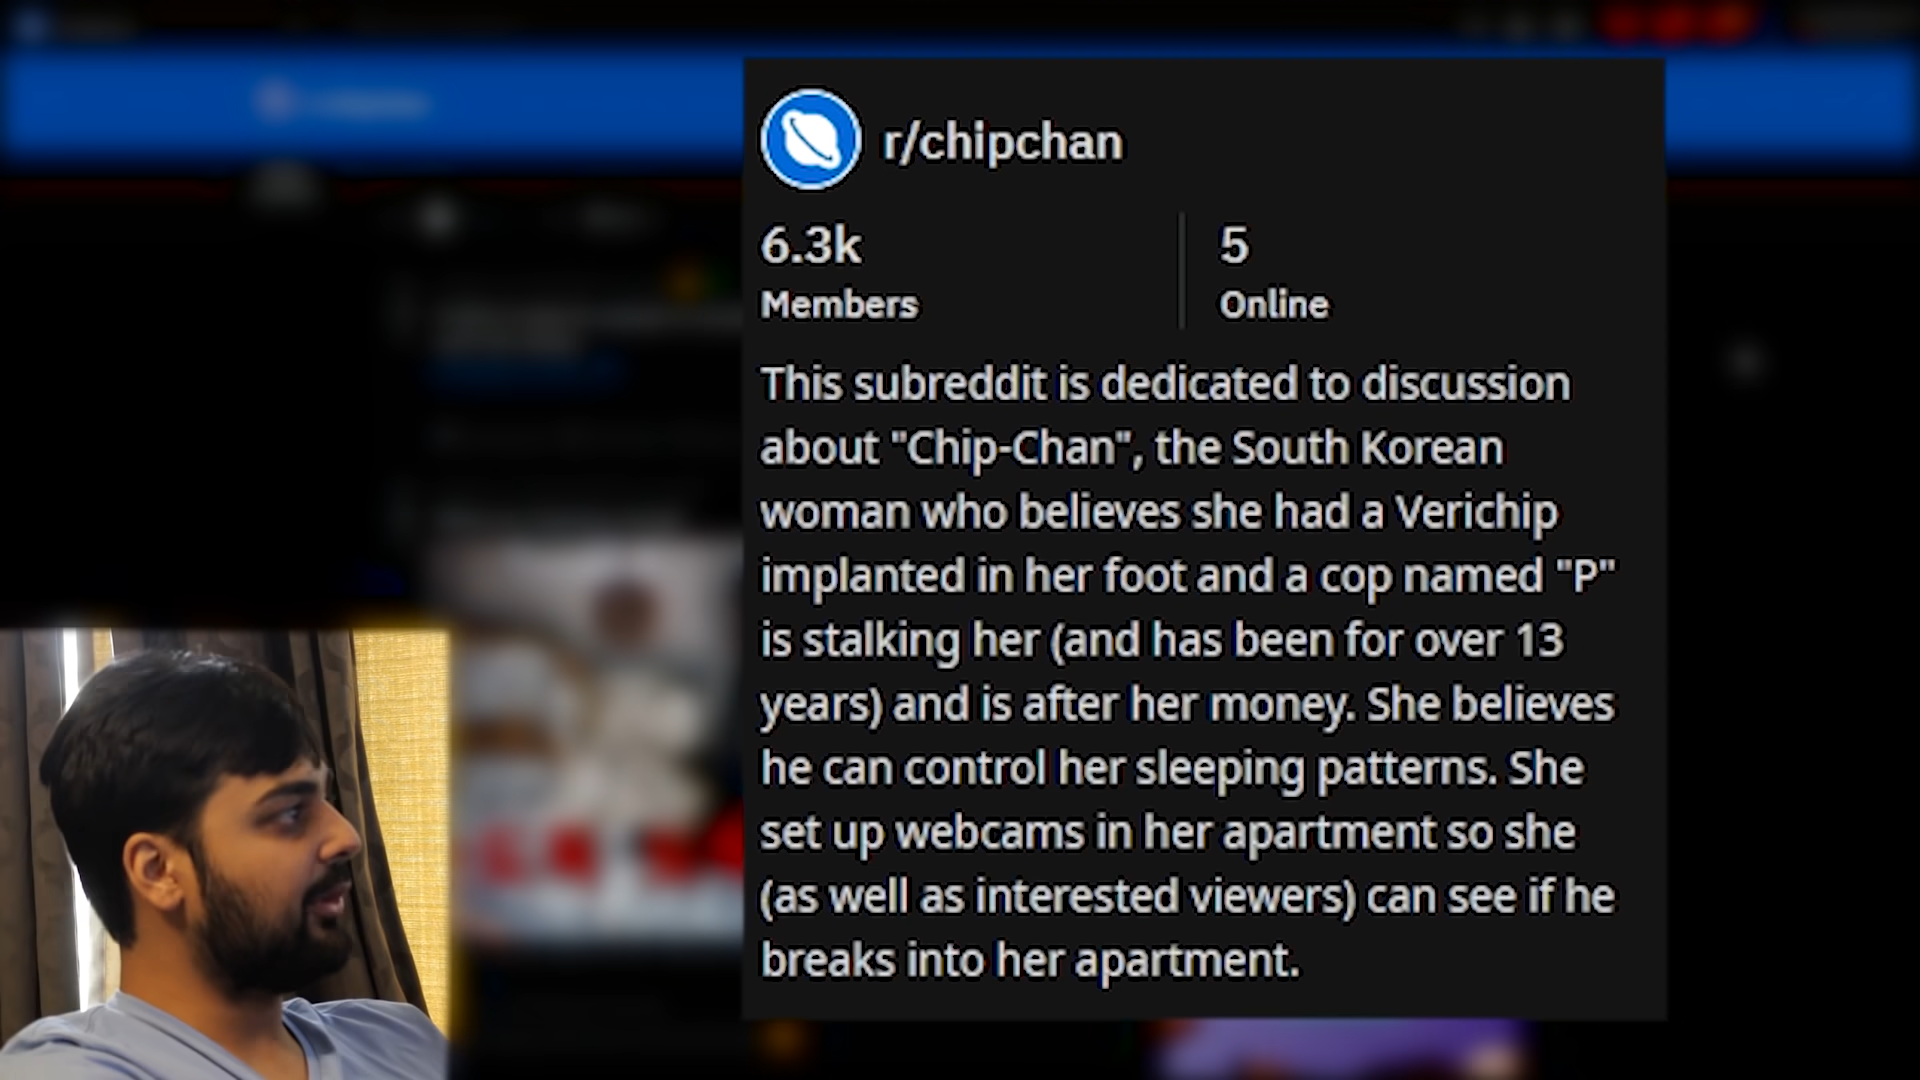 r/chipchan
6.3k
Members
5
Online
This subreddit is dedicated to discussion
about "Chip-Chan", the South Korean
woman who believes she had a Verichip
implanted in her foot and a cop named "P"
is stalking her (and has been for over 13
years) and is after her money. She believes
he can control her sleeping patterns. She
set up webcams in her apartment so she
(as well as interested viewers) can see if he
breaks into her apartment.